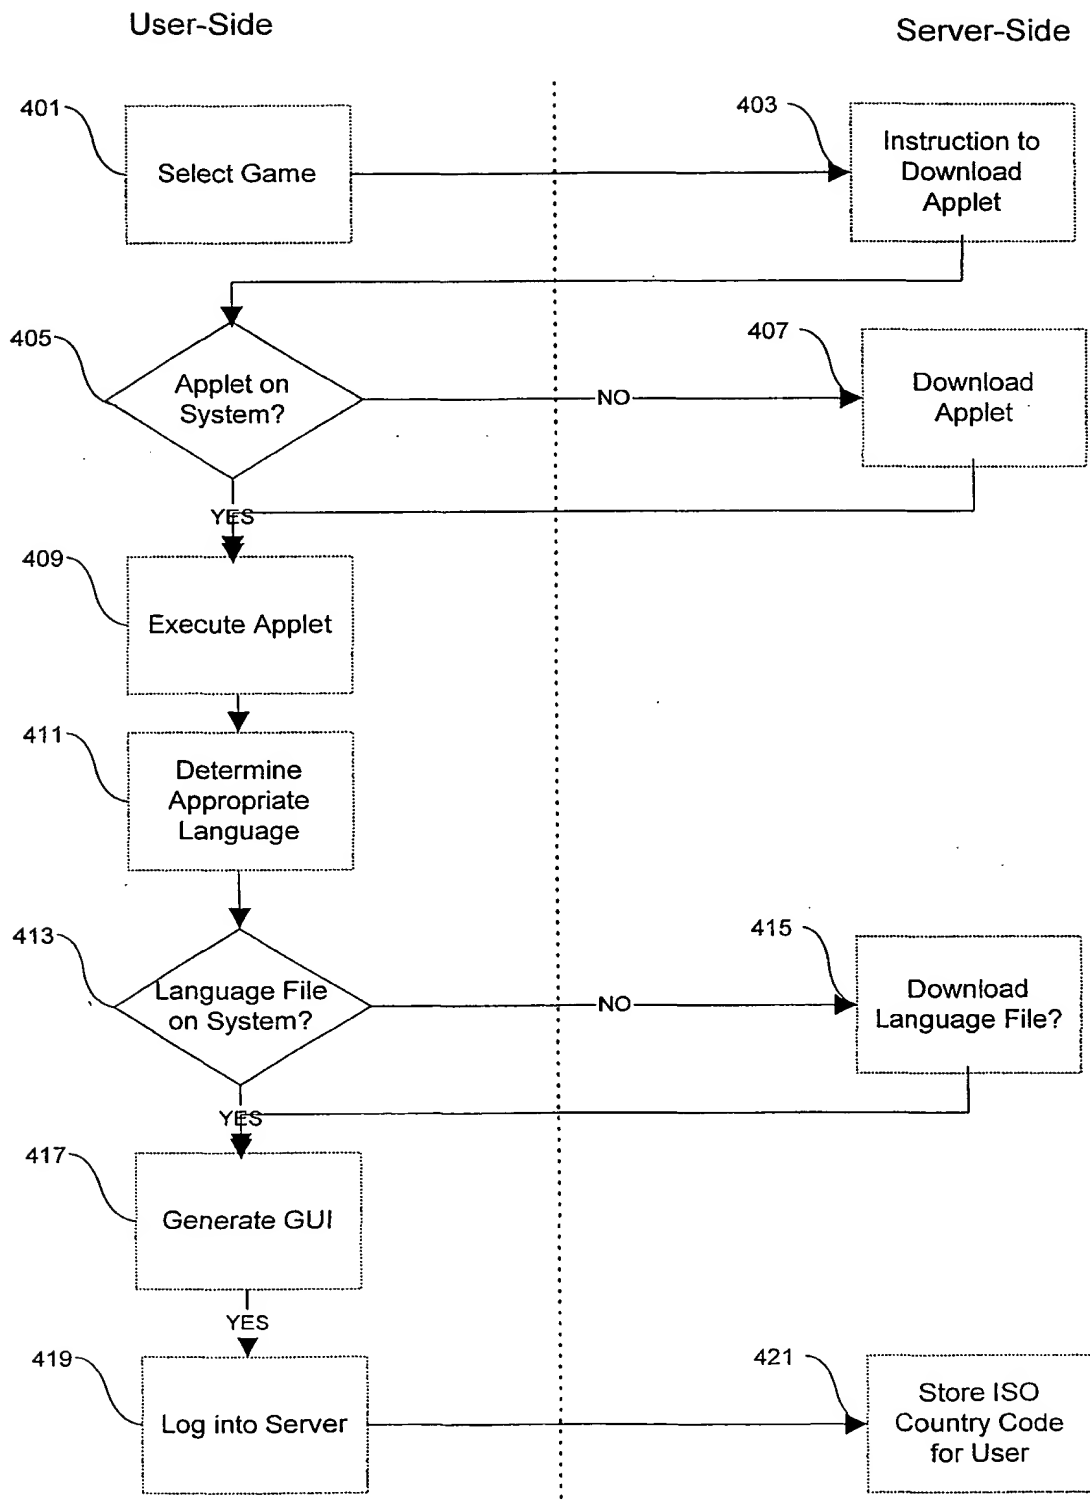 User-Side
Server-Side
401
Select Game
403
Instruction to
Download
Applet
405
Applet on
System?
NO
407
Download
Applet
YES
409
Execute Applet
411
Determine
Appropriate
Language
413
Language File
on System?
NO
415
Download
Language File?
YES
417
Generate GUI
YES
419
Log into Server
421
Store ISO
Country Code
for User